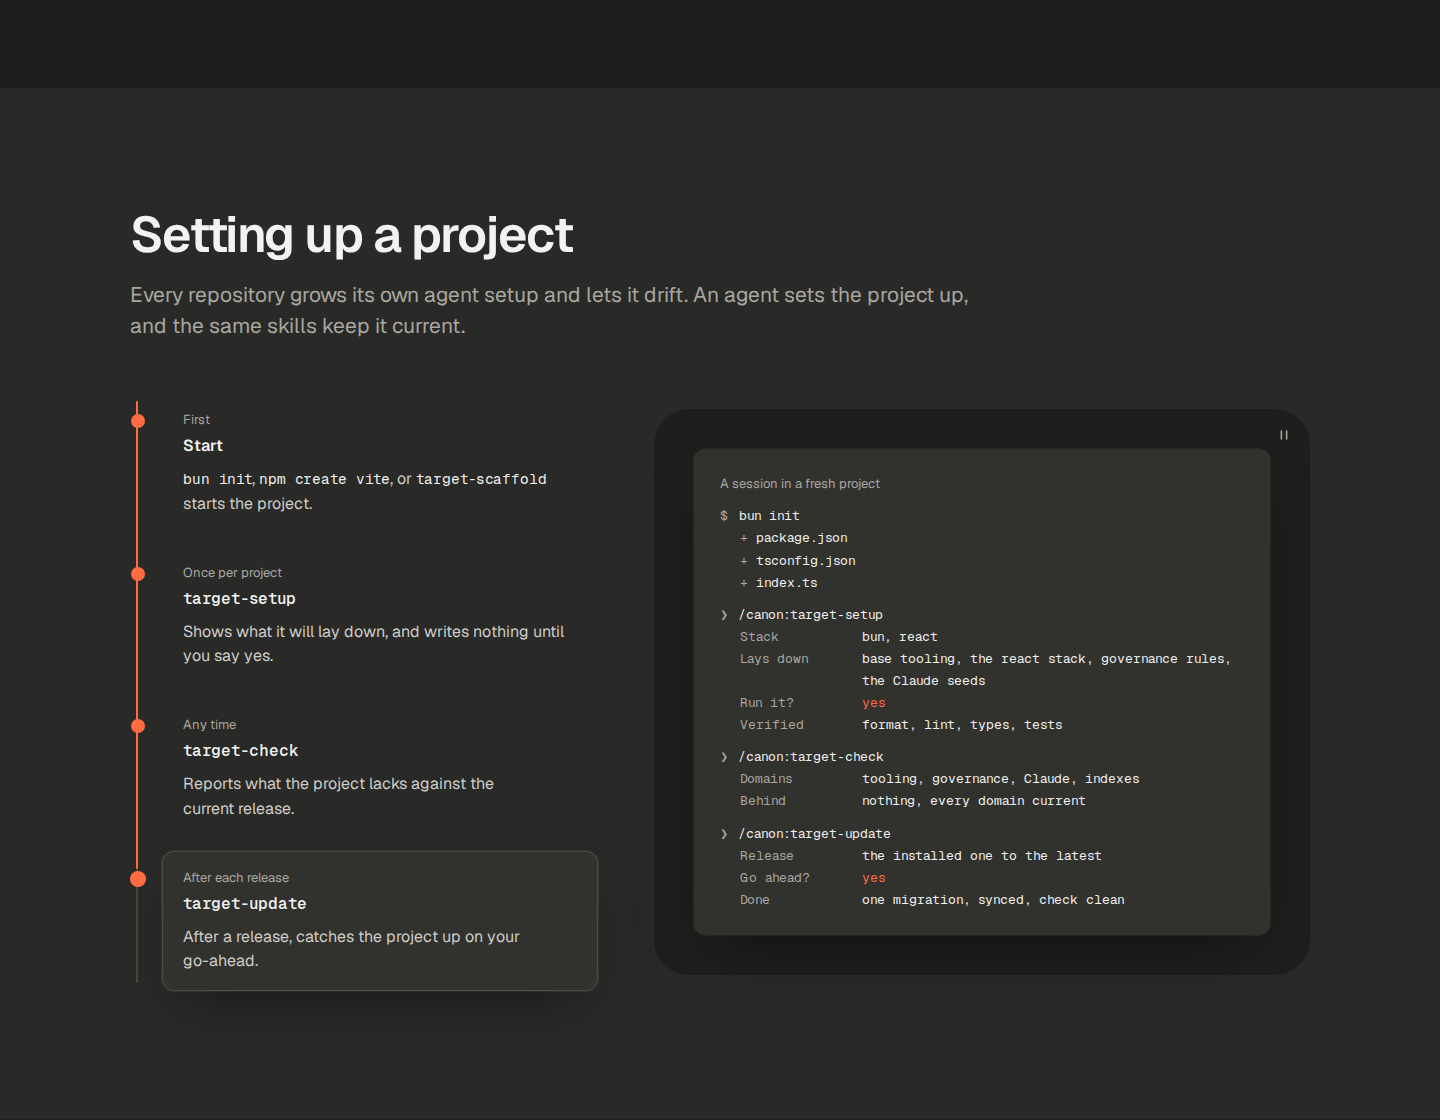 Setting up a project
Every repository grows its own agent setup and lets it drift. An agent sets the project up,
and the same skills keep it current.
First
Start
bun init, npm create vite, or target-scaffold
starts the project.
Once per project
target-setup
Shows what it will lay down, and writes nothing until
you say yes.
Any time
target-check
Reports what the project lacks against the
current release.
After each release
target-update
After a release, catches the project up on your
go-ahead.
A session in a fresh project
$ bun init
+ package.json
+ tsconfig.json
+ index.ts
❯ /canon:target-setup
Stack bun, react
Lays down base tooling, the react stack, governance rules,
the Claude seeds
Run it? yes
Verified format, lint, types, tests
❯ /canon:target-check
Domains tooling, governance, Claude, indexes
Behind nothing, every domain current
❯ /canon:target-update
Release the installed one to the latest
Go ahead? yes
Done one migration, synced, check clean